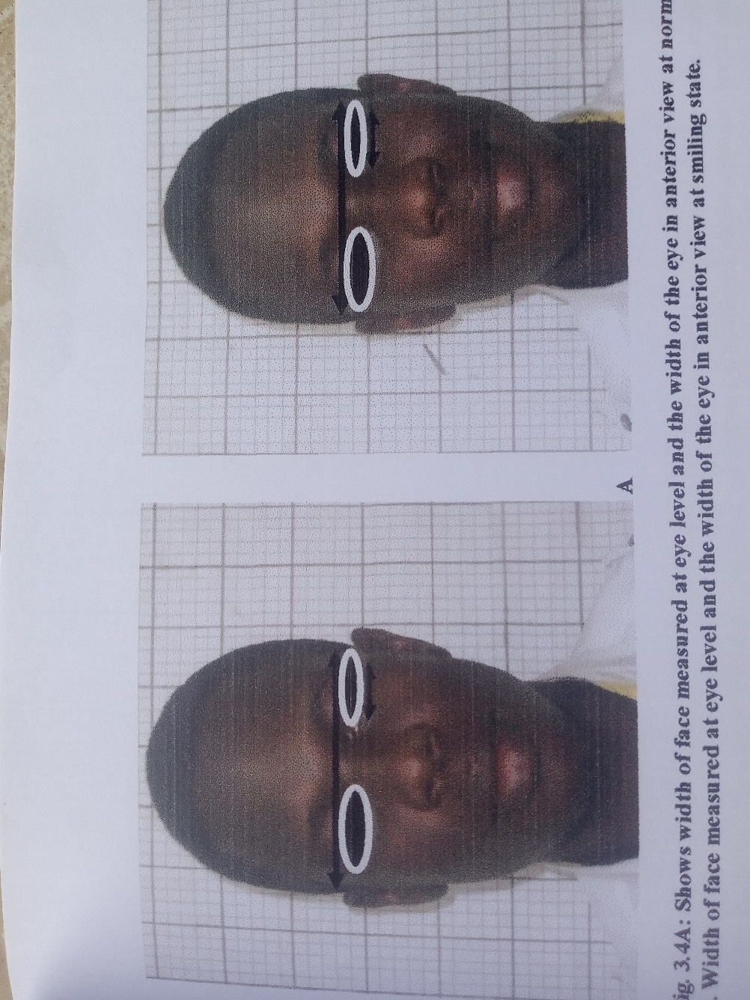 A
ig. 3.4A: Shows width of face measured at eye level and the width of the eye in anterior view at norm
. Width of face measured at eye level and the width of the eye in anterior view at smiling state.